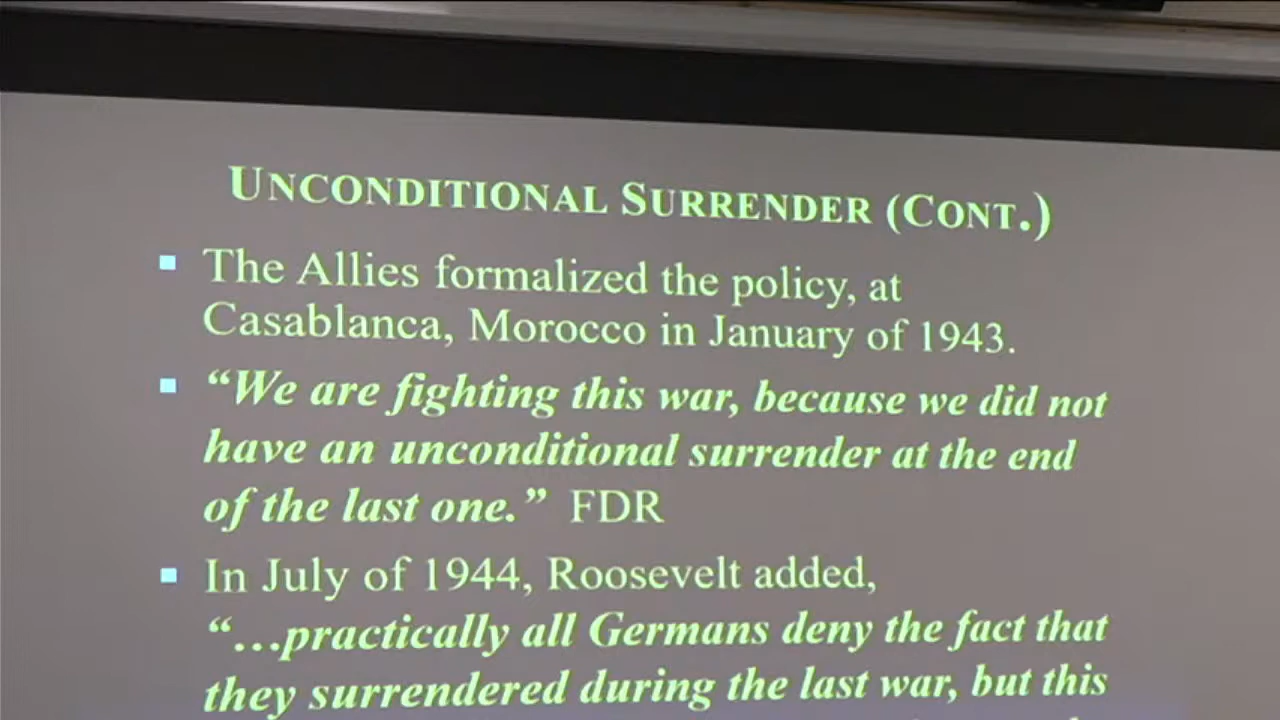 UNCONDITIONAL SURRENDER (CONT.)
▪ The Allies formalized the policy, at
Casablanca, Morocco in January of 1943.
▪ “We are fighting this war, because we did not
have an unconditional surrender at the end
of the last one.” FDR
▪ In July of 1944, Roosevelt added,
“…practically all Germans deny the fact that
they surrendered during the last war, but this